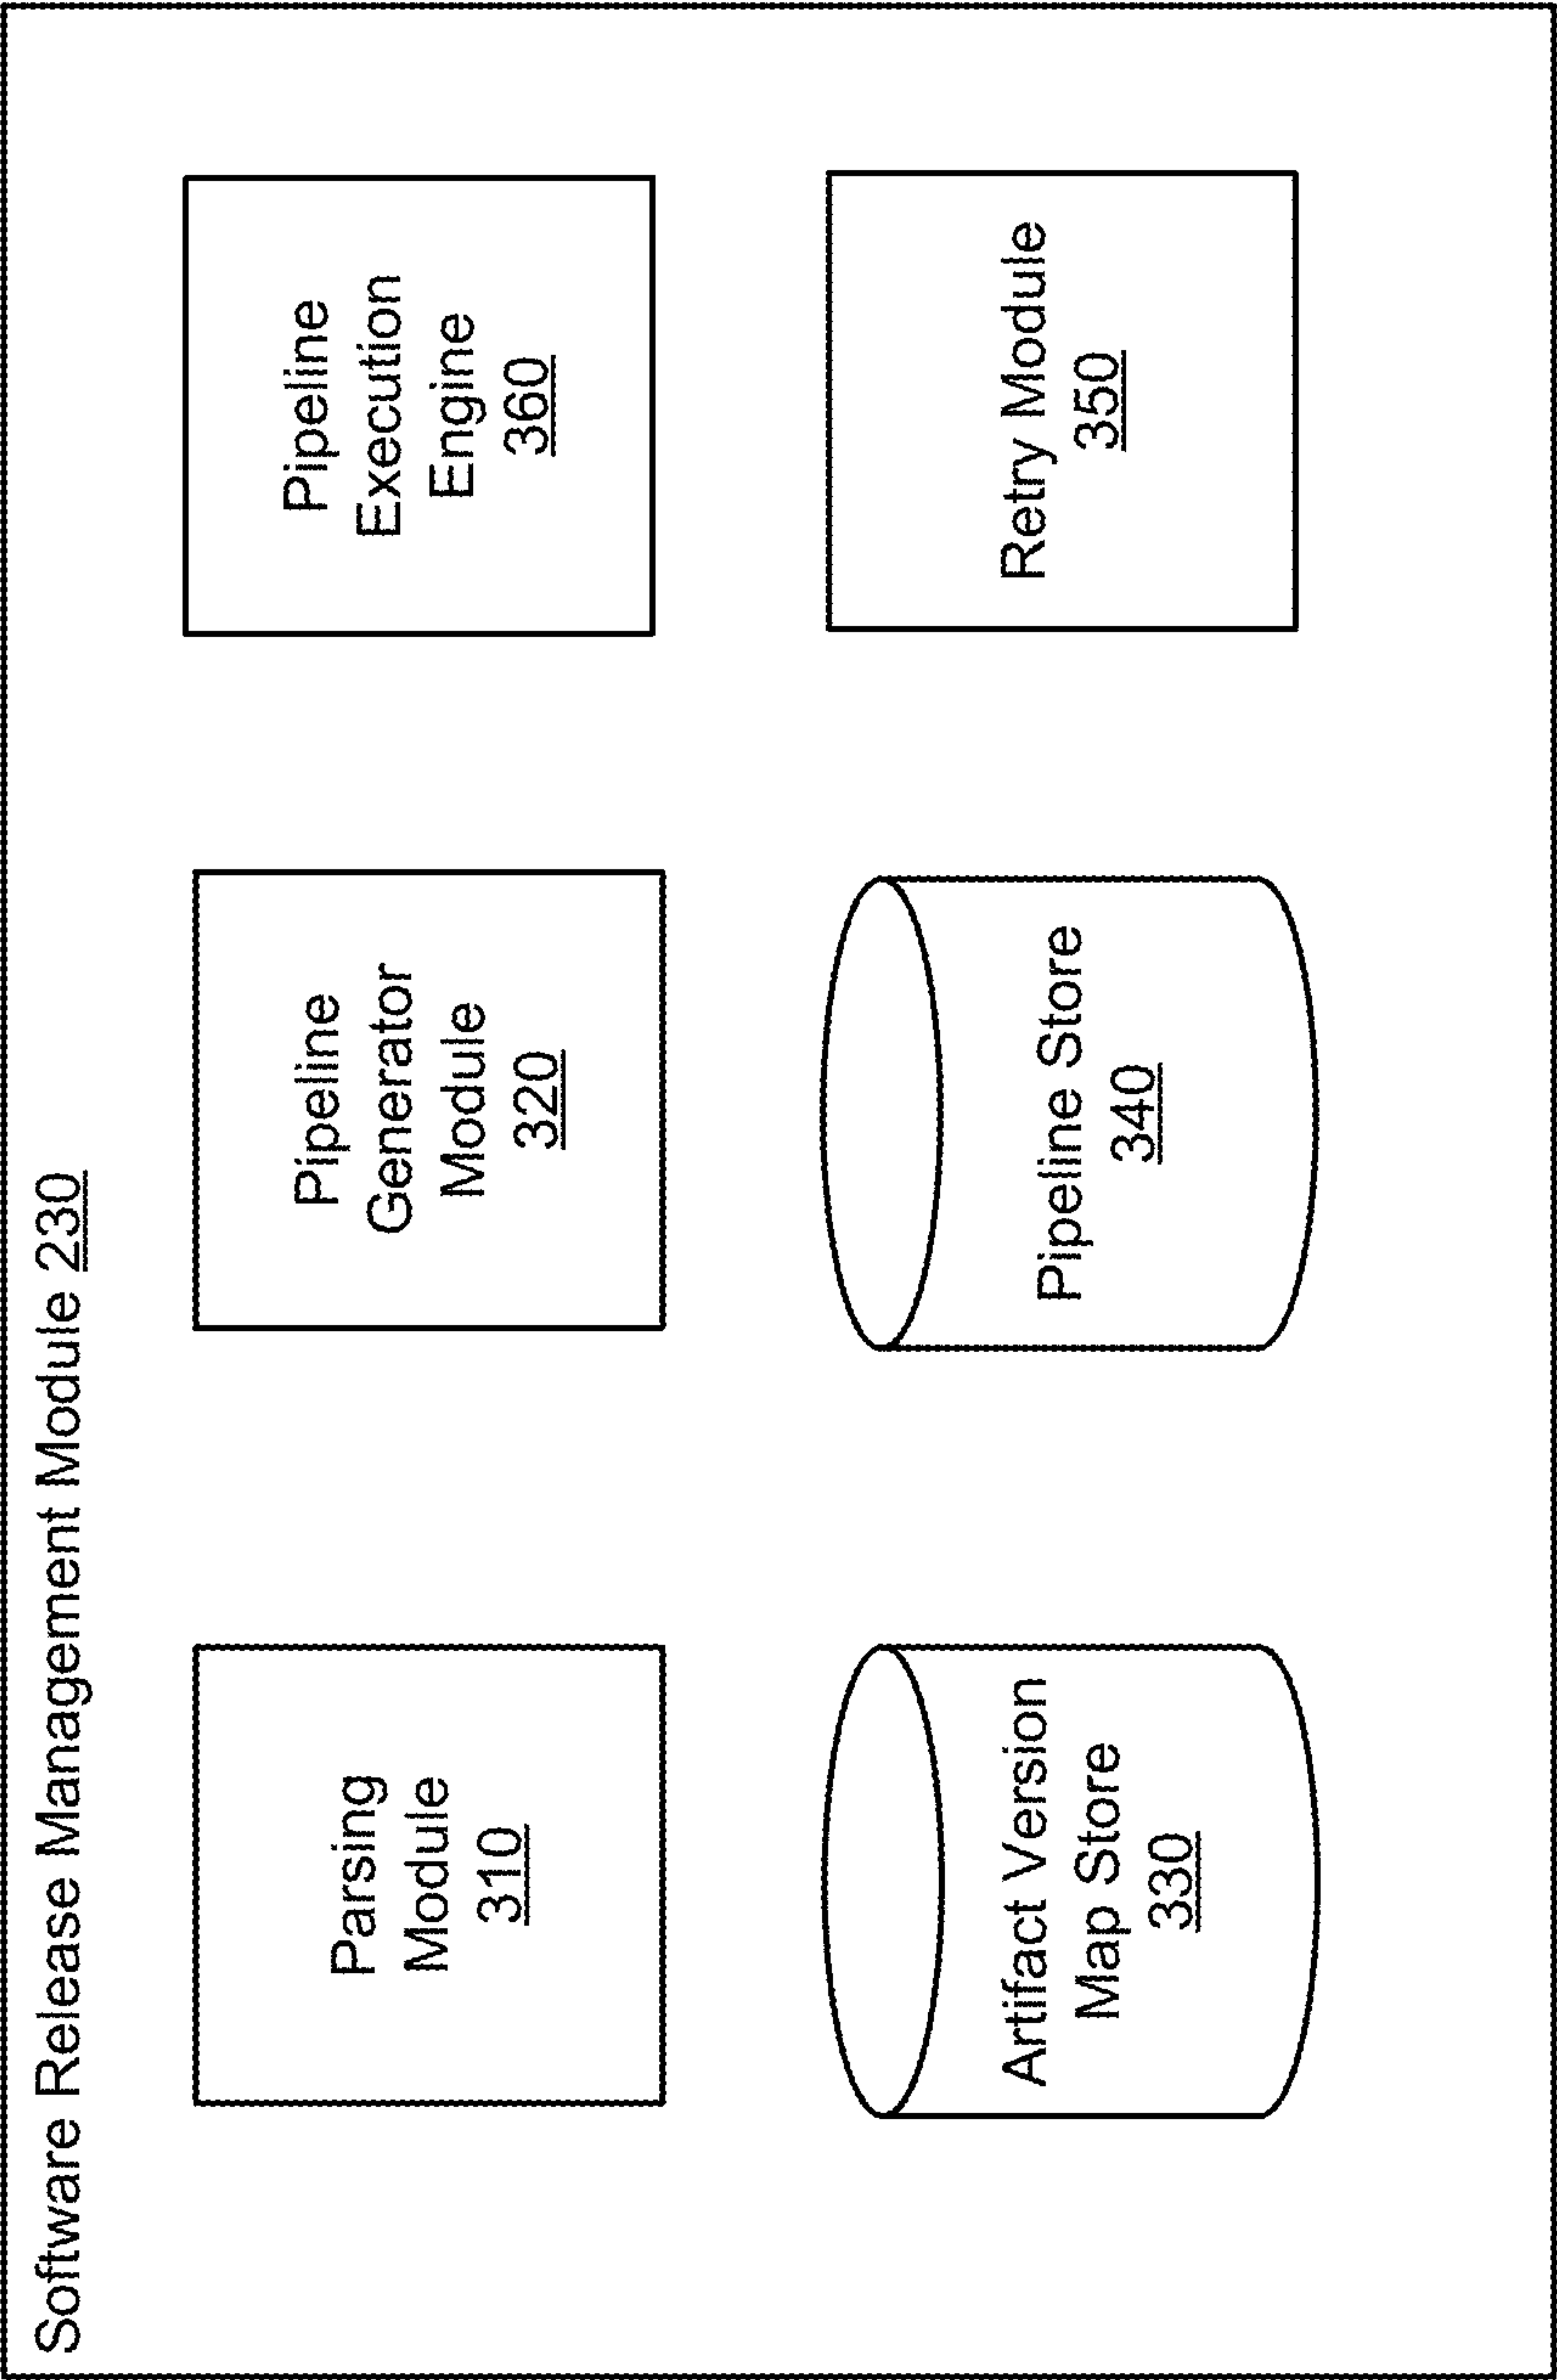 Software Release Management Module 230
Parsing
Module
310
Pipeline
Generator
Module
320
Pipeline
Execution
Engine
360
Artifact Version
Map Store
330
Pipeline Store
340
Retry Module
350